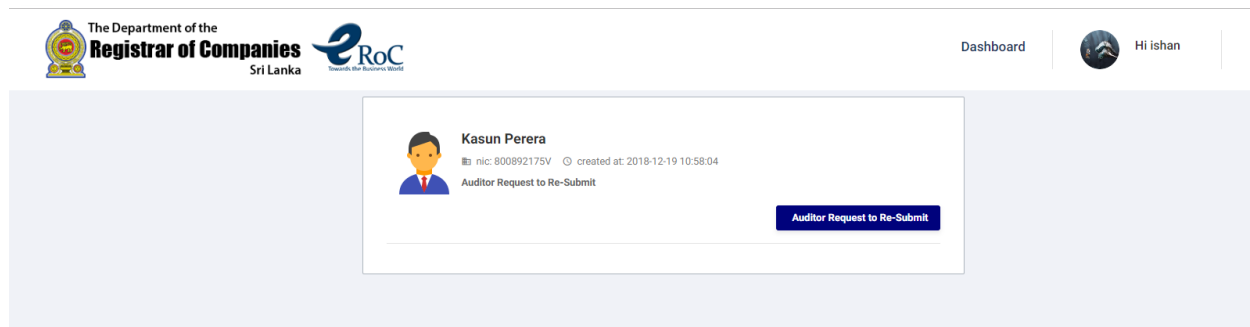 The Department of the
Registrar of Companies
Sri Lanka
eRoC
Towards the Business World
Dashboard
Hi ishan
Kasun Perera
nic: 800892175V created at: 2018-12-19 10:58:04
Auditor Request to Re-Submit
Auditor Request to Re-Submit